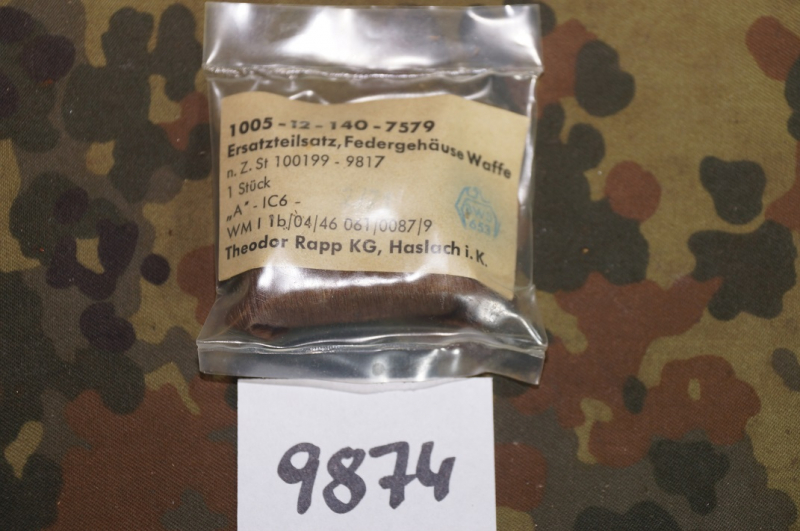 1005-12-140-7579
Ersatzteilsatz, Federgehäuse Waffe
n. Z. St 100199-9817
1 Stück
„A"-IC6-
WM I 1b/04/46 061/0087/9
Theodor Rapp KG, Haslach i. K.
653
9874